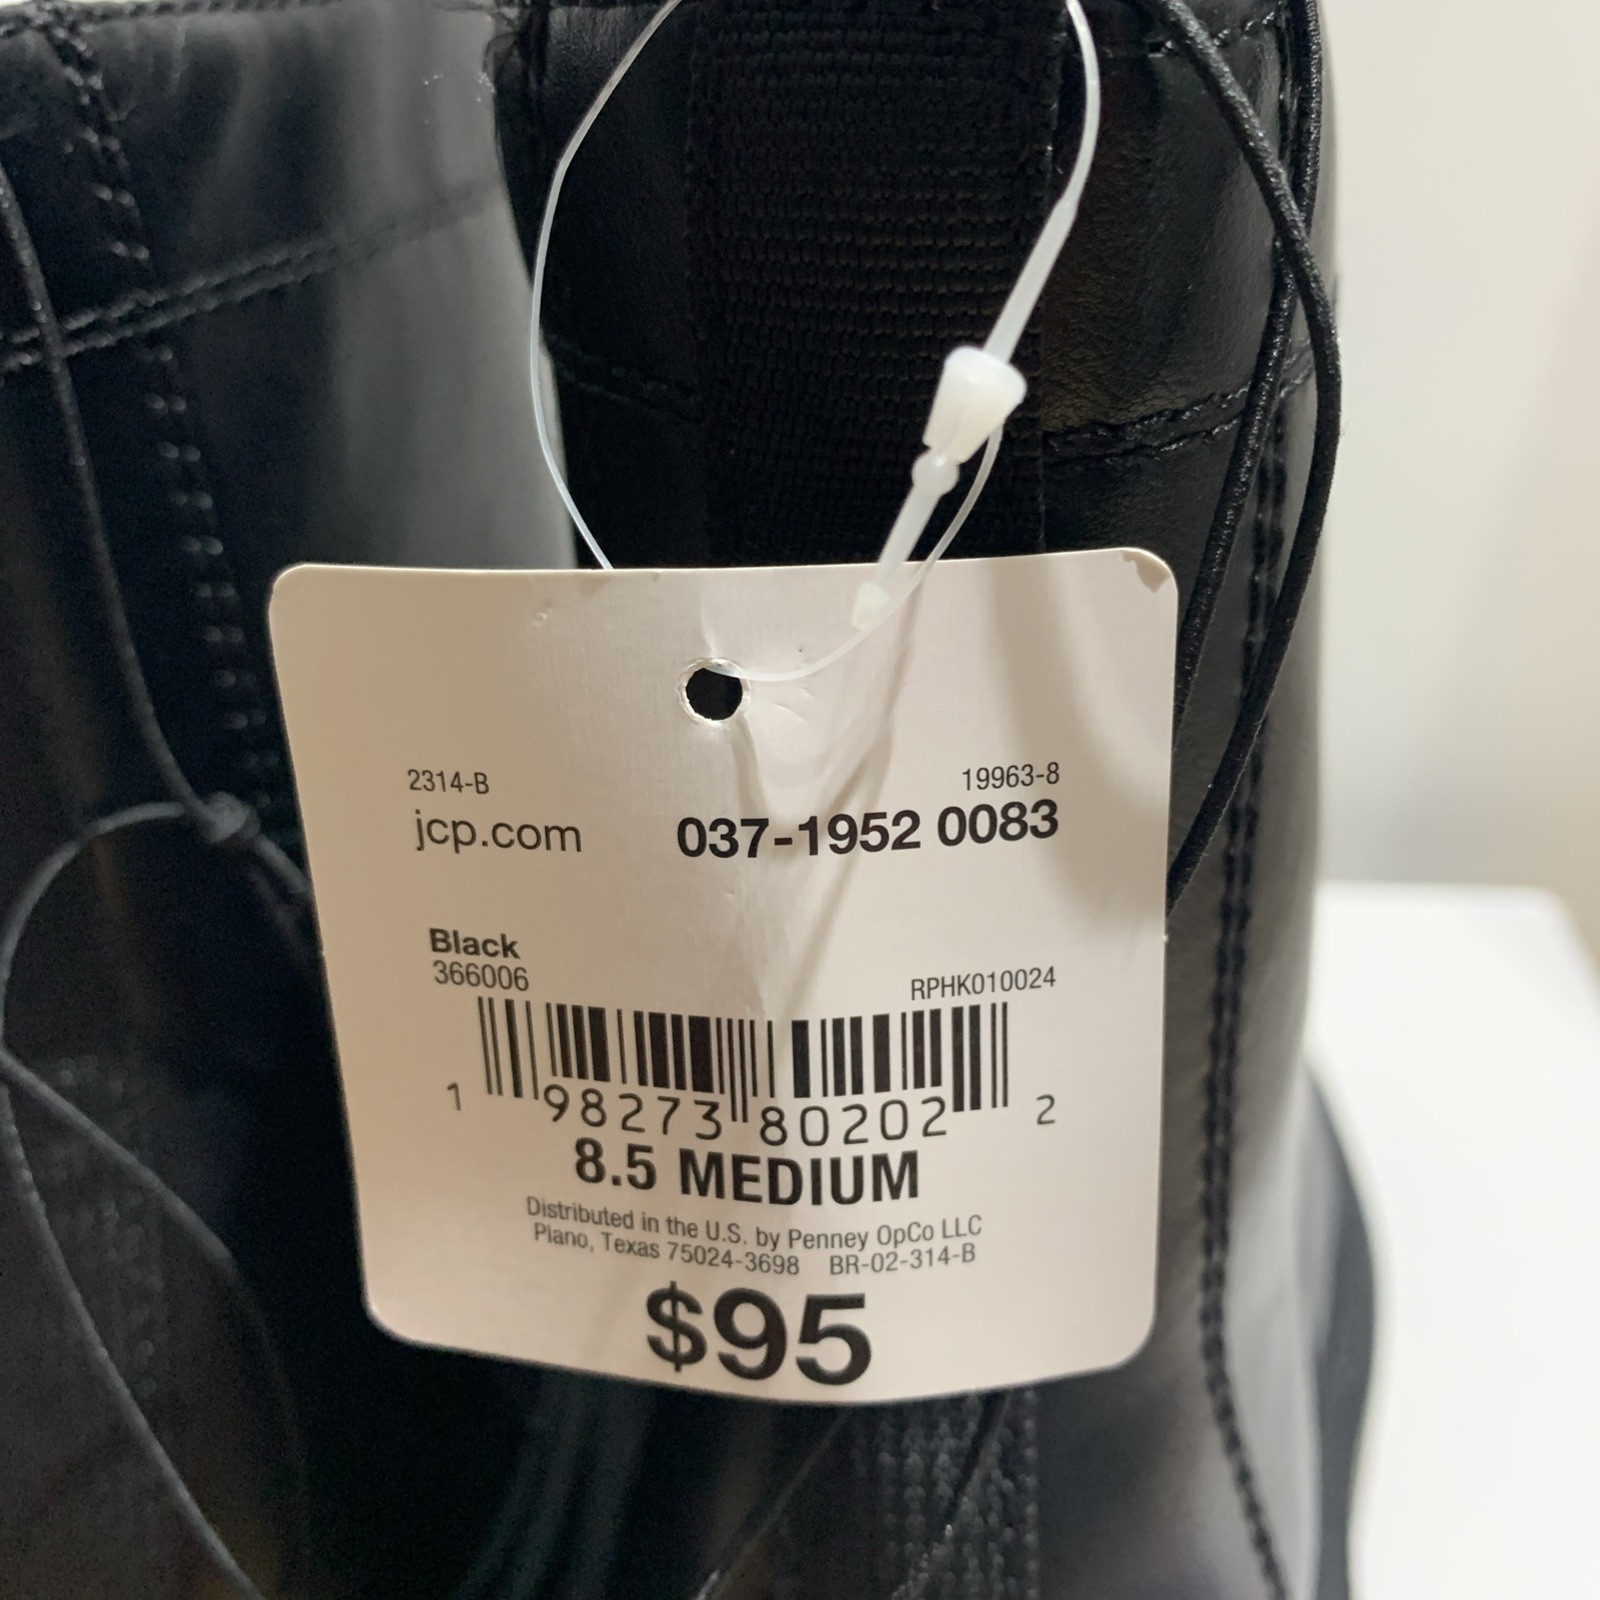 2314-B 19963-8
jcp.com 037-1952 0083
Black
366006 RPHK010024
1 98273 80202 2
8.5 MEDIUM
Distributed in the U.S. by Penney OpCo LLC
Plano, Texas 75024-3698 BR-02-314-B
$95